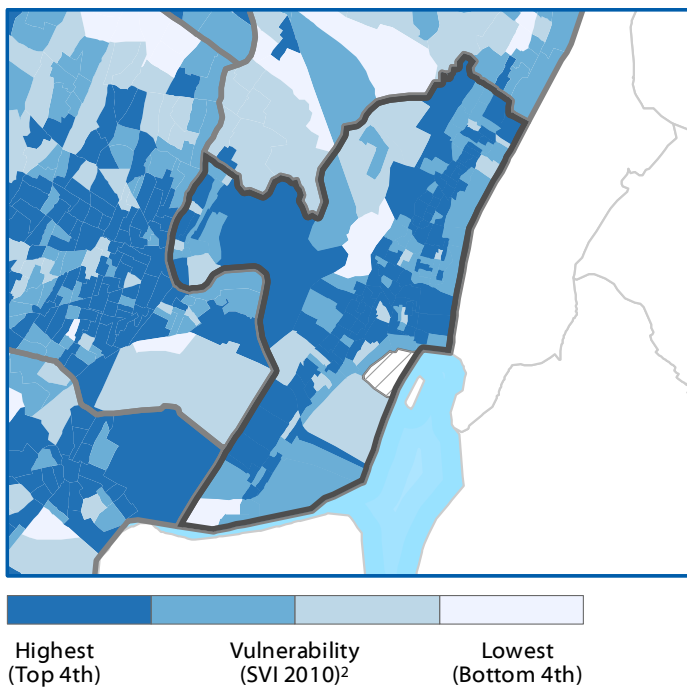 Highest
(Top 4th)
Vulnerability
(SVI 2010)²
Lowest
(Bottom 4th)